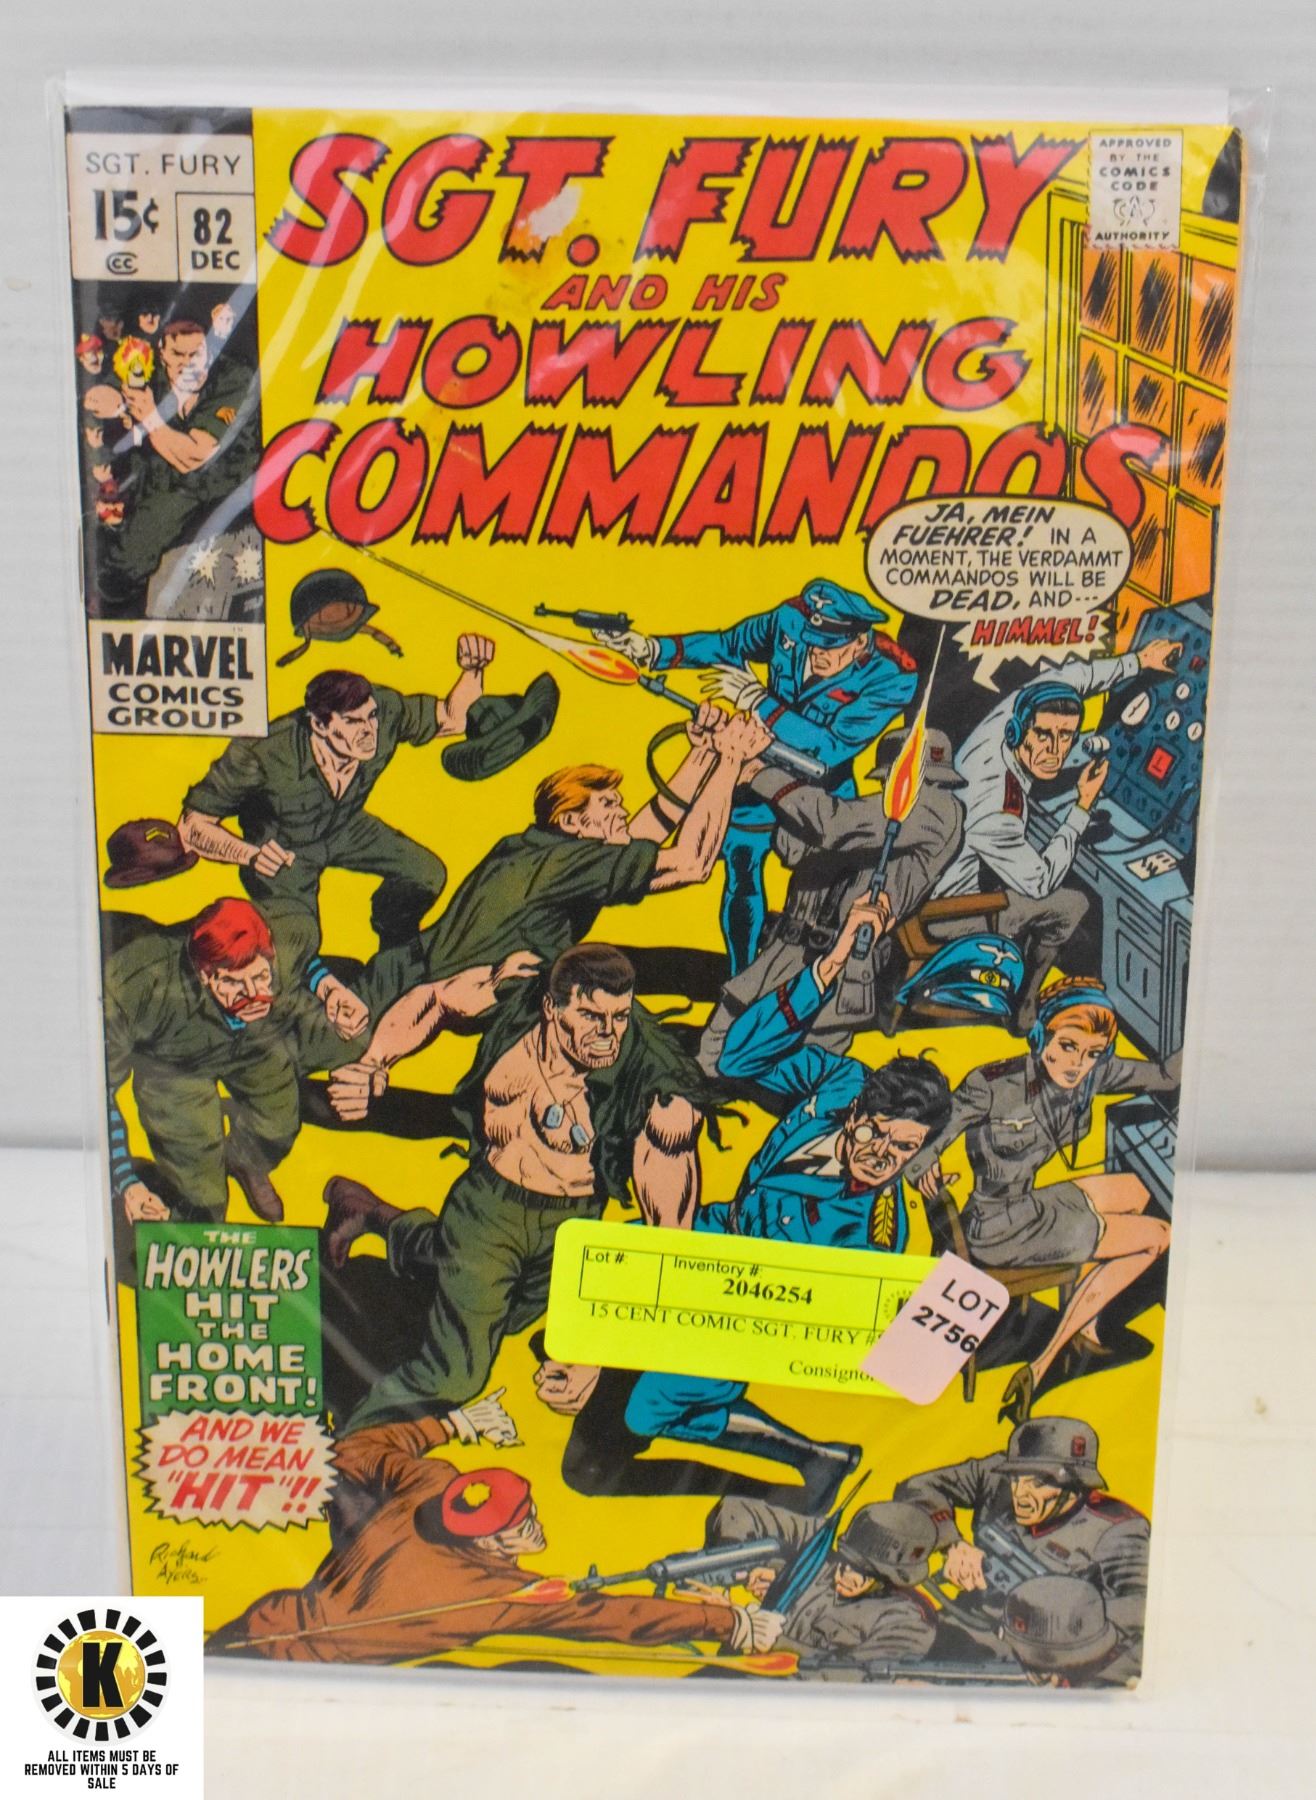 SGT. FURY
15¢
CC
82
DEC
MARVEL
COMICS
GROUP
SGT. FURY
AND HIS
HOWLING
COMMANDOS
APPROVED
BY THE
COMICS
CODE
A
AUTHORITY
JA, MEIN
FUEHRER! IN A
MOMENT, THE VERDAMMT
COMMANDOS WILL BE
DEAD, AND---
HIMMEL!
THE
HOWLERS
HIT
THE
HOME
FRONT!
AND WE
DO MEAN
"HIT"!!
Richard
Ayers
Lot #:
Inventory #:
2046254
15 CENT COMIC SGT. FURY #
Consigno
LOT
2756
K
ALL ITEMS MUST BE
REMOVED WITHIN 5 DAYS OF
SALE